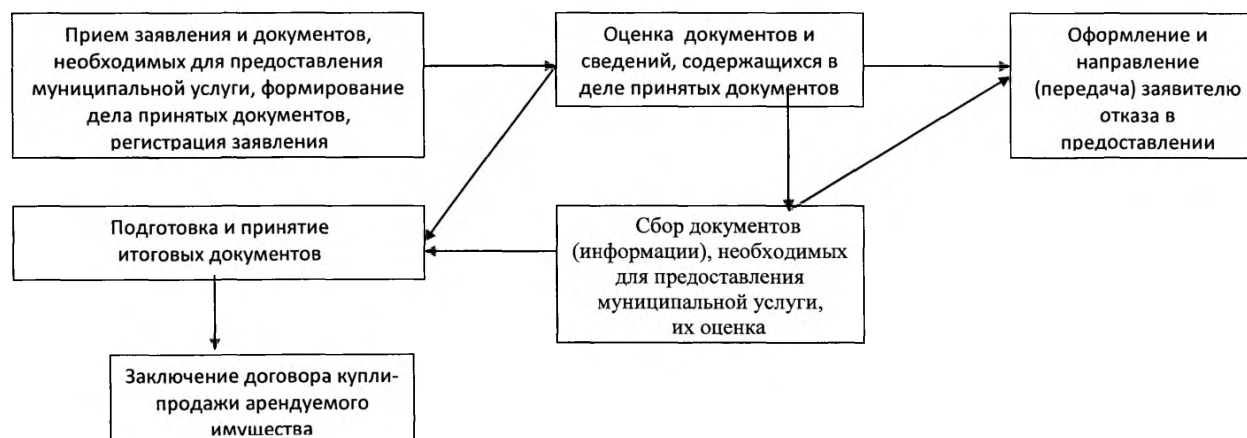 Прием заявления и документов,
необходимых для предоставления
муниципальной услуги, формирование
дела принятых документов,
регистрация заявления
Оценка документов и
сведений, содержащихся в
деле принятых документов
Оформление и
направление
(передача) заявителю
отказа в
предоставлении
Подготовка и принятие
итоговых документов
Сбор документов
(информации), необходимых
для предоставления
муниципальной услуги,
их оценка
Заключение договора купли-
продажи арендуемого
имущества